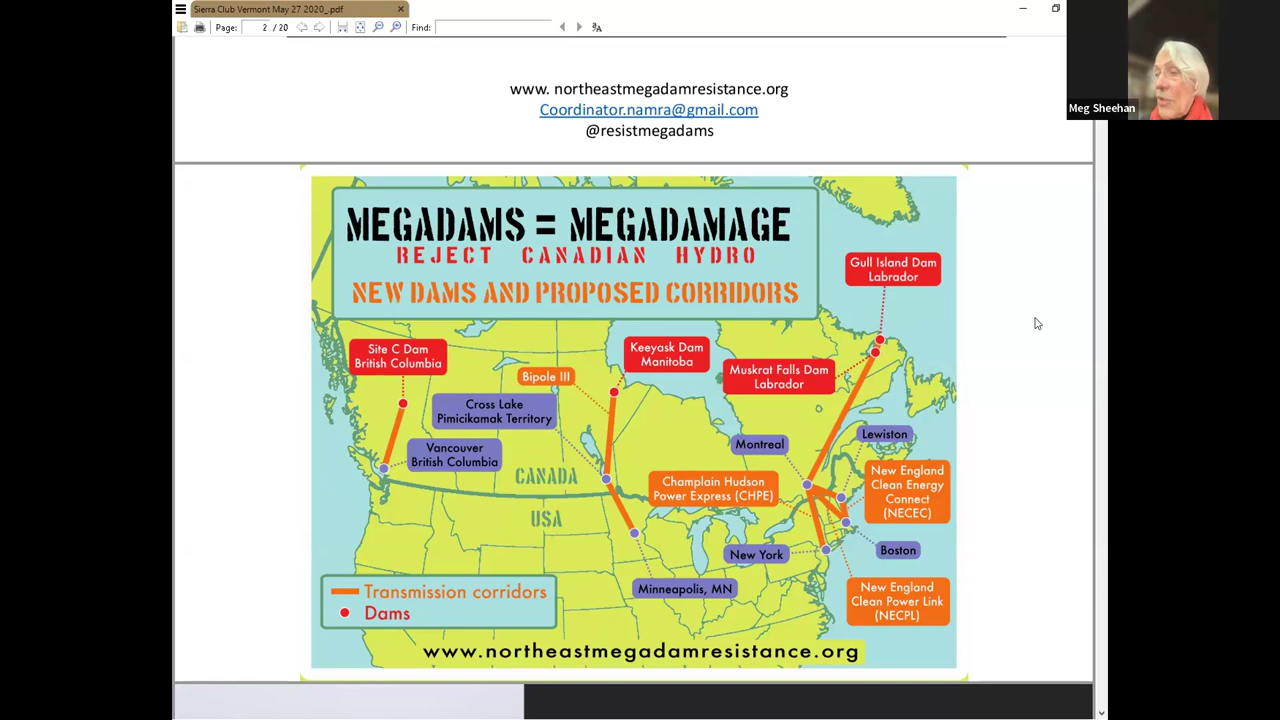 Sierra Club Vermont May 27 2020_.pdf
Page: 2 / 20 Find:
Meg Sheehan
www. northeastmegadamresistance.org
Coordinator.namra@gmail.com
@resistmegadams
MEGADAMS = MEGADAMAGE
REJECT CANADIAN HYDRO
NEW DAMS AND PROPOSED CORRIDORS
Gull Island Dam
Labrador
Site C Dam
British Columbia
Keeyask Dam
Manitoba
Muskrat Falls Dam
Labrador
Bipole III
Cross Lake
Pimicikamak Territory
Vancouver
British Columbia
Montreal
Lewiston
CANADA
Champlain Hudson
Power Express (CHPE)
New England
Clean Energy
Connect
(NECEC)
USA
New York
Boston
Minneapolis, MN
New England
Clean Power Link
(NECPL)
Transmission corridors
Dams
www.northeastmegadamresistance.org